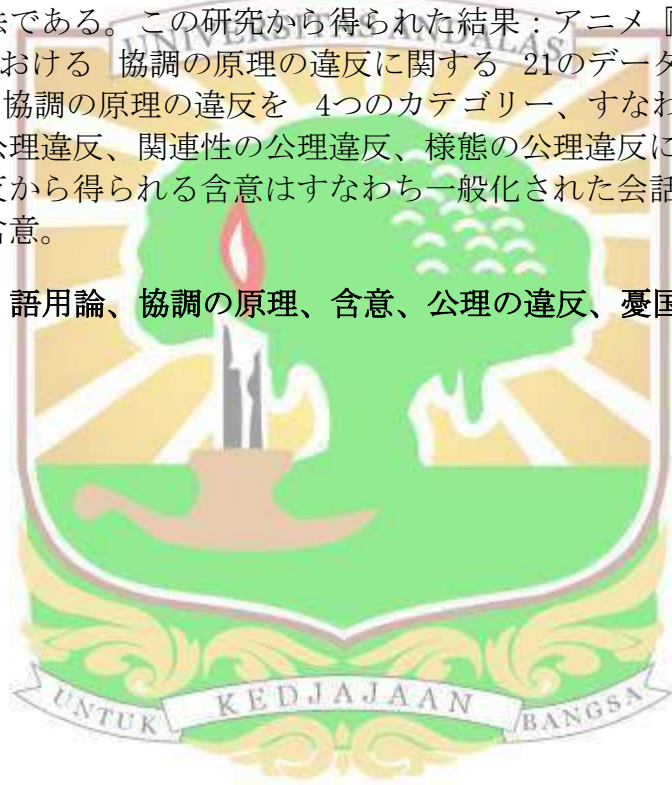 法である。この研究から得られた結果：アニメ『
おける 協調の原理の違反に関する 21のデータ
協調の原理の違反を 4つのカテゴリー、すなわ
公理違反、関連性の公理違反、様態の公理違反に
反から得られる含意はすなわち一般化された会話
含意。
語用論、協調の原理、含意、公理の違反、憂国
UNIVERSITAS ANDALAS
UNTUK KEDJAJAAN BANGSA